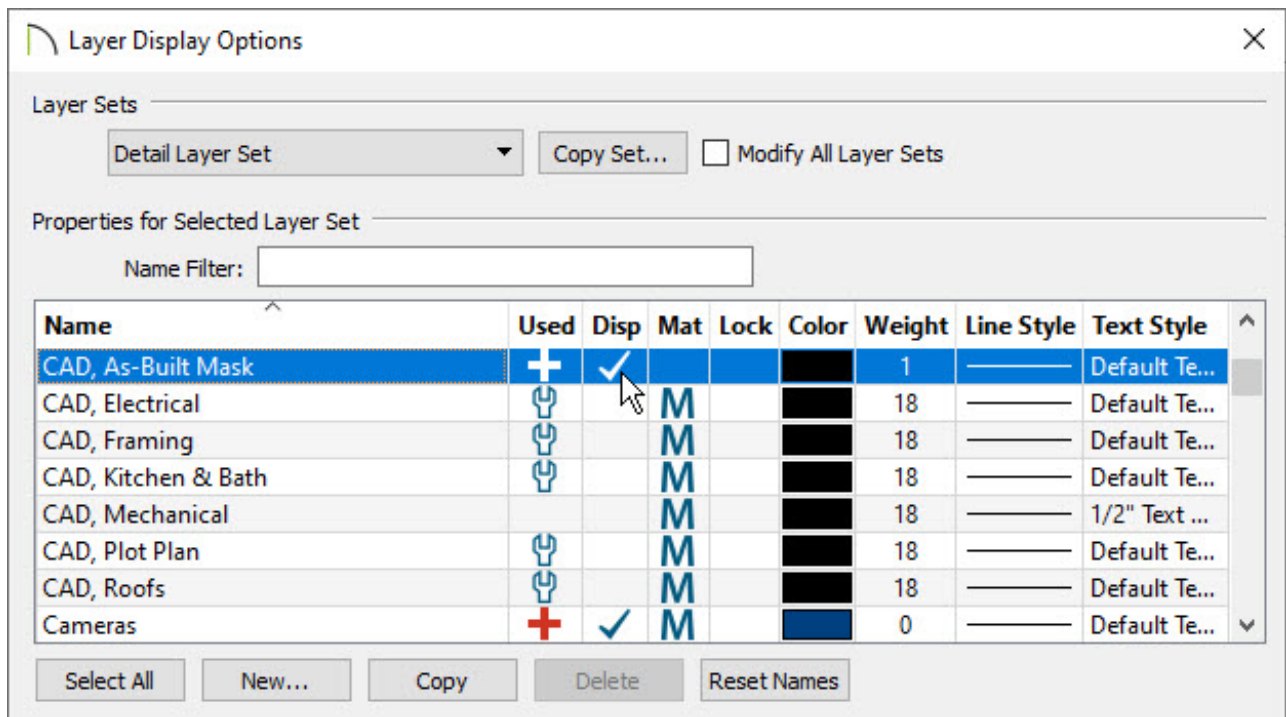 Layer Display Options
Layer Sets
Detail Layer Set Copy Set... Modify All Layer Sets
Properties for Selected Layer Set
Name Filter:
Name Used Disp Mat Lock Color Weight Line Style Text Style
CAD, As-Built Mask 1 Default Te...
CAD, Electrical M 18 Default Te...
CAD, Framing M 18 Default Te...
CAD, Kitchen & Bath M 18 Default Te...
CAD, Mechanical M 18 1/2" Text ...
CAD, Plot Plan M 18 Default Te...
CAD, Roofs M 18 Default Te...
Cameras M 0 Default Te...
Select All New... Copy Delete Reset Names